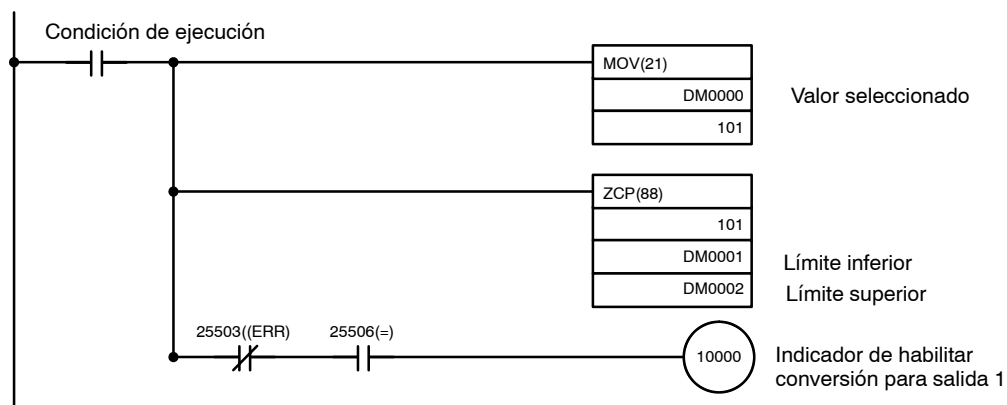 Condición de ejecución
MOV(21)
DM0000
Valor seleccionado
101
ZCP(88)
101
DM0001
Límite inferior
DM0002
Límite superior
25503((ERR)
25506(=)
10000
Indicador de habilitar
conversión para salida 1